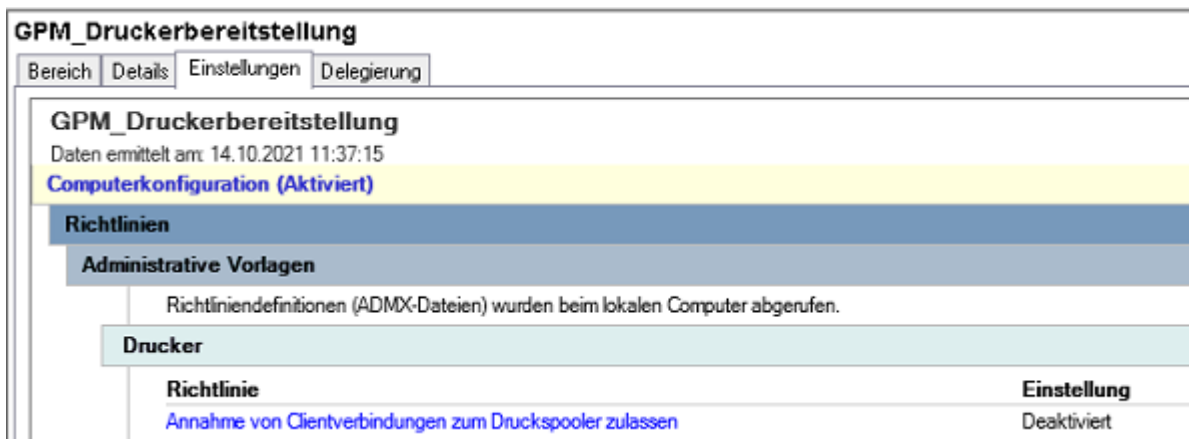 GPM_Druckerbereitstellung
Bereich Details Einstellungen Delegierung
GPM_Druckerbereitstellung
Daten ermittelt am: 14.10.2021 11:37:15
Computerkonfiguration (Aktiviert)
Richtlinien
Administrative Vorlagen
Richtliniendefinitionen (ADMX-Dateien) wurden beim lokalen Computer abgerufen.
Drucker
Richtlinie Einstellung
Annahme von Clientverbindungen zum Druckspooler zulassen Deaktiviert